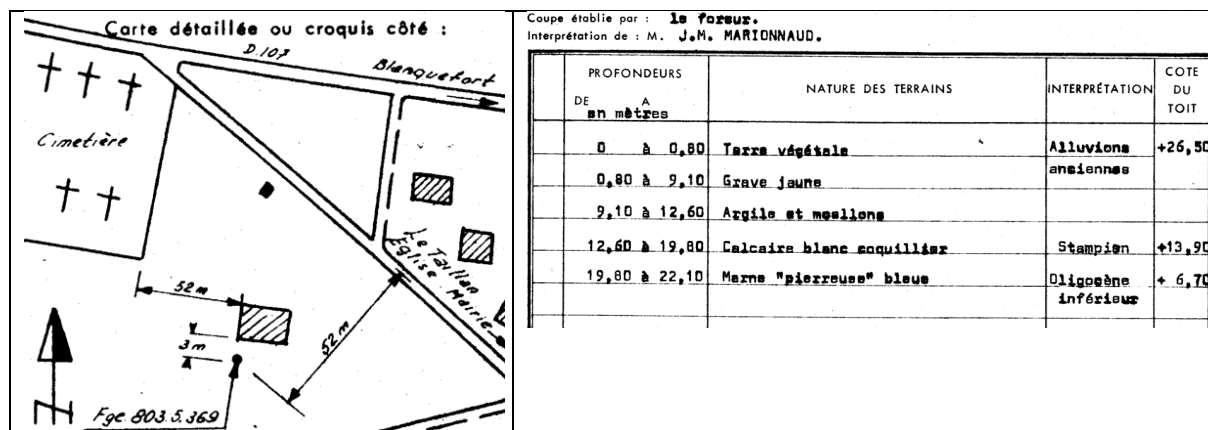 Carte détaillée ou croquis côté :
D.107
Blanquefort
Cimetière
Le Taillan
Eglise - Mairie
52 m
3 m
52 m
Fge. 803.5.369
N
Coupe établie par : le foreur.
Interprétation de : M. J.M. MARIONNAUD.
PROFONDEURS
DE A
en mètres
NATURE DES TERRAINS
INTERPRÉTATION
COTE
DU
TOIT
0 à 0,80 Terre végétale Alluvions +26,50
anciennes
0,80 à 9,10 Grave jaune
9,10 à 12,60 Argile et moellons
12,60 à 19,80 Calcaire blanc coquillier Stampien +13,90
19,80 à 22,10 Marne "pierreuse" bleue Oligocène + 6,70
inférieur